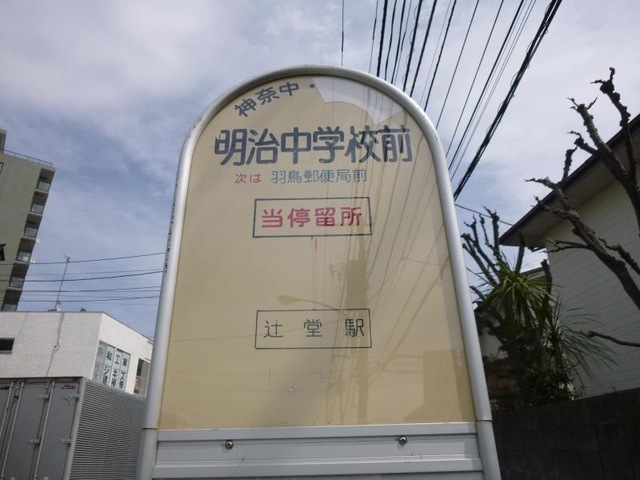 神奈中
明治中学校前
次は 羽鳥郵便局前
当停留所
辻堂駅